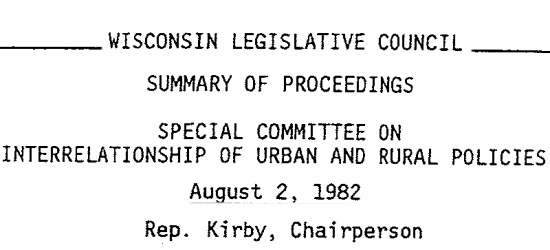 WISCONSIN LEGISLATIVE COUNCIL
SUMMARY OF PROCEEDINGS
SPECIAL COMMITTEE ON
INTERRELATIONSHIP OF URBAN AND RURAL POLICIES
August 2, 1982
Rep. Kirby, Chairperson